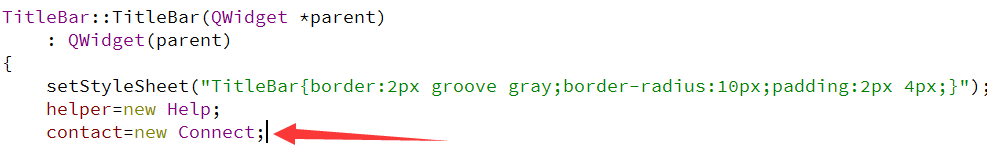 TitleBar::TitleBar(QWidget *parent)
    : QWidget(parent)
{
    setStyleSheet("TitleBar{border:2px groove gray;border-radius:10px;padding:2px 4px;}");
    helper=new Help;
    contact=new Connect;